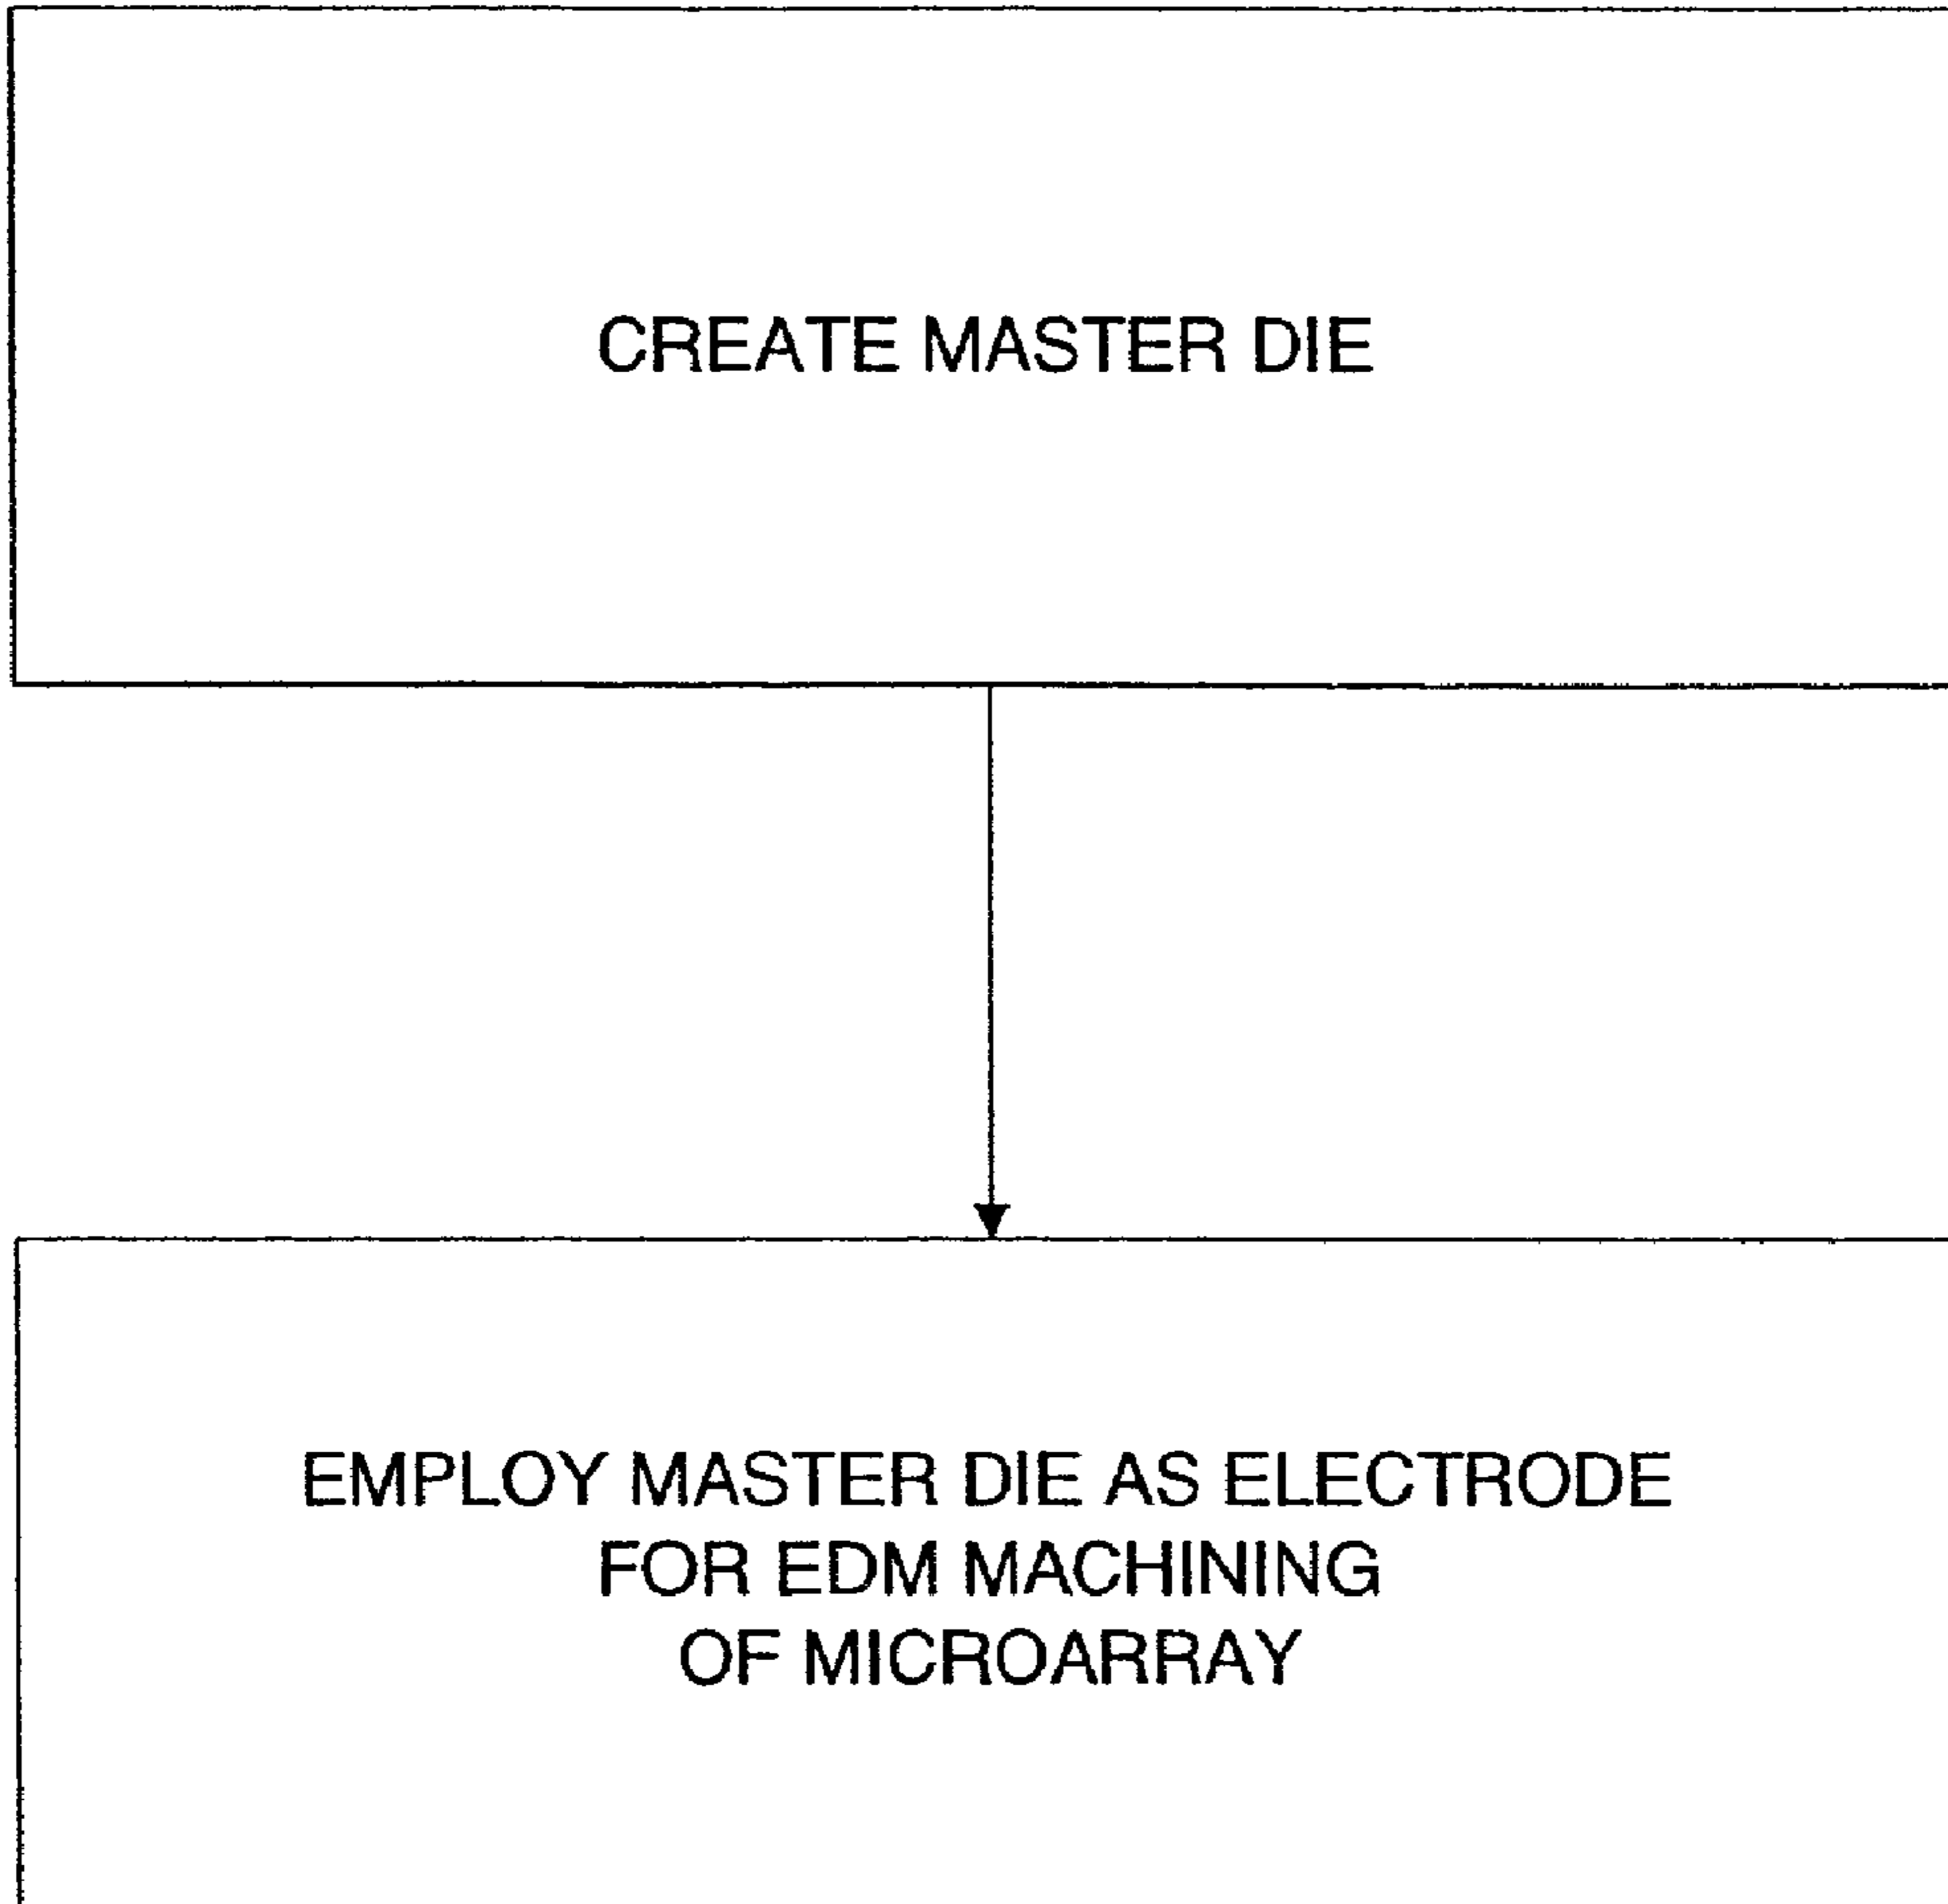 CREATE MASTER DIE
EMPLOY MASTER DIE AS ELECTRODE
FOR EDM MACHINING
OF MICROARRAY